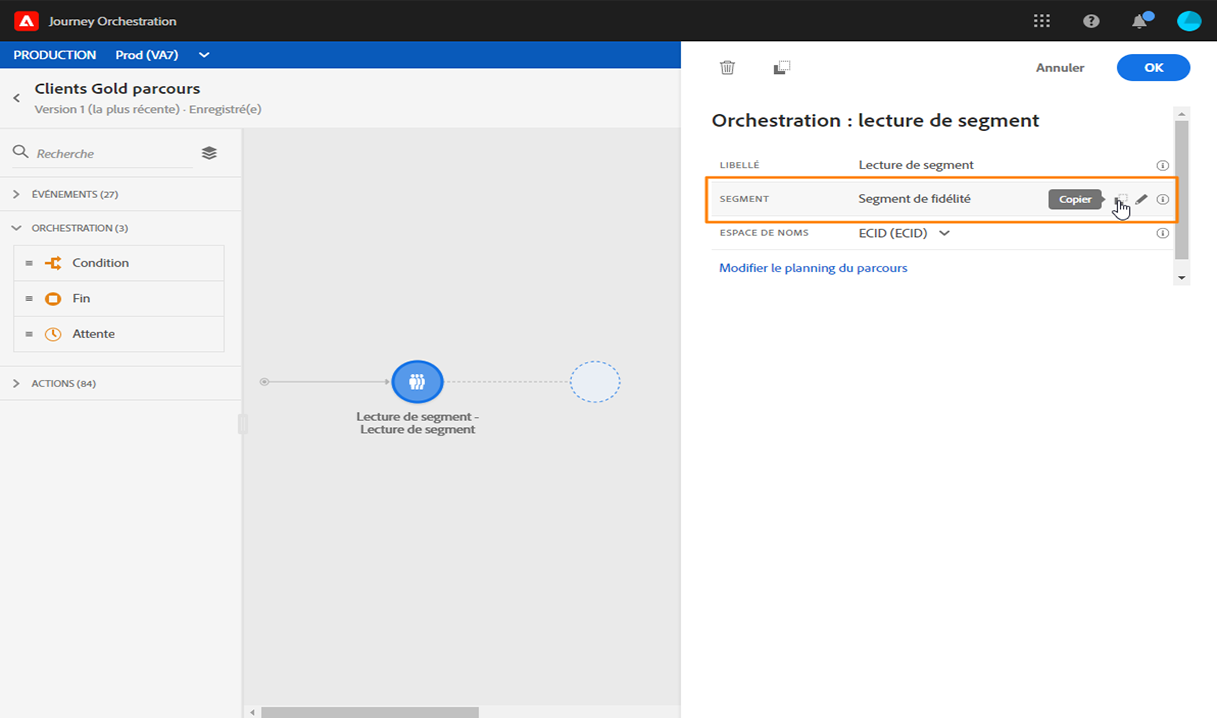 Journey Orchestration
PRODUCTION Prod (VA7)
Clients Gold parcours
Version 1 (la plus récente) · Enregistré(e)
Recherche
ÉVÉNEMENTS (27)
ORCHESTRATION (3)
Condition
Fin
Attente
ACTIONS (84)
Lecture de segment -
Lecture de segment
Annuler OK
Orchestration : lecture de segment
LIBELLÉ Lecture de segment
SEGMENT Segment de fidélité Copier
ESPACE DE NOMS ECID (ECID)
Modifier le planning du parcours